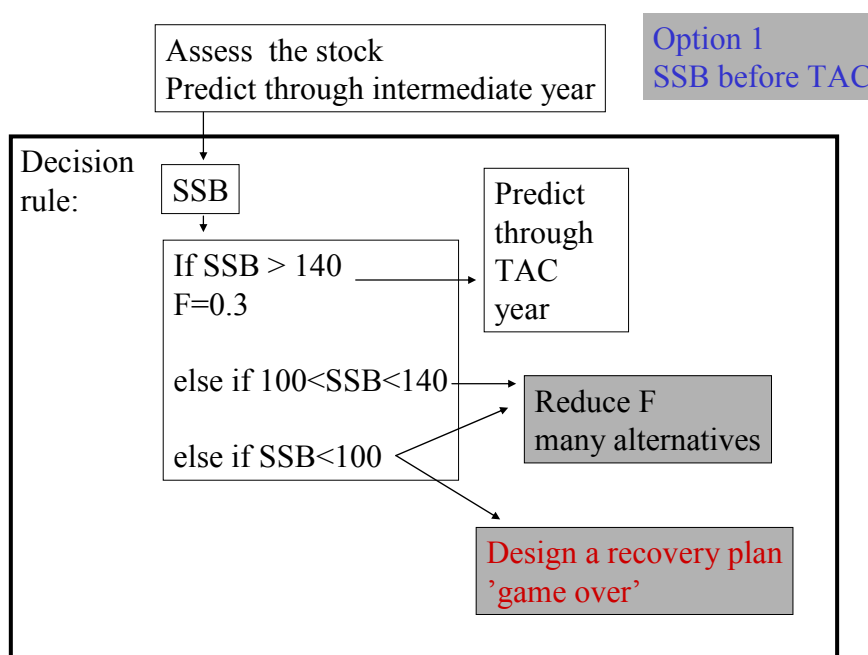 Assess the stock
Predict through intermediate year
Option 1
SSB before TAC
Decision
rule:
SSB
If SSB > 140
F=0.3
else if 100<SSB<140
else if SSB<100
Predict
through
TAC
year
Reduce F
many alternatives
Design a recovery plan
’game over’